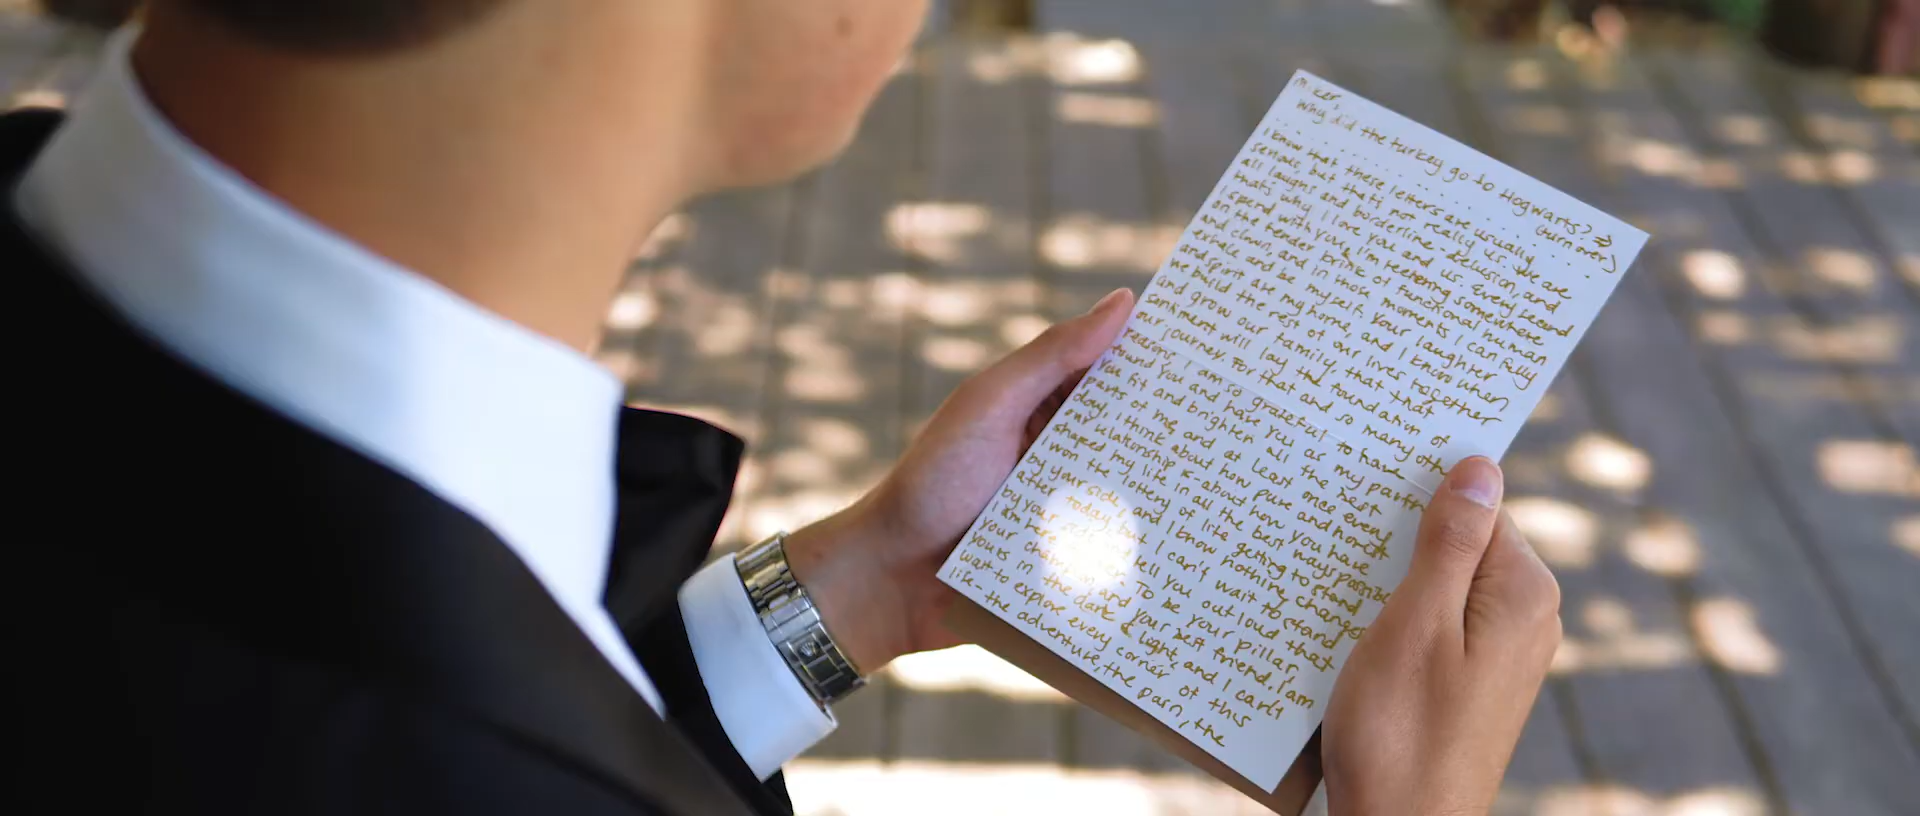 Miker,
Why did the turkey go to Hogwarts? ⇒
(turn over)
I know that these letters are usually
serious, but that's not really us. We are
all laughs and borderline delusion, and
that's why I love you and us. Every second
I spend with you, I'm teetering somewhere
on the tender brink of functional human
and clown, and in those moments I can fully
exhale and be myself. Your laughter
and spirit are my home, and I know when
we build the rest of our lives together
and grow our family, that that
sentiment will lay the foundation of
our journey. For that and so many other
reasons, I am so grateful to have
found you and have you as my partner
You fit and brighten all the best
parts of me, and at least once every
day, I think about how pure and honest
our relationship is - about how you have
shaped my life in all the best ways possible
won the lottery of life getting to stand
by your side, and I know nothing changes
after today, but I can't wait to stand
by your side and tell you out loud that
I am here To be your pillar,
your champion, and your best friend. I am
yours in the dark & light, and I can't
wait to explore every corner of this
life - the adventure, the pain, the